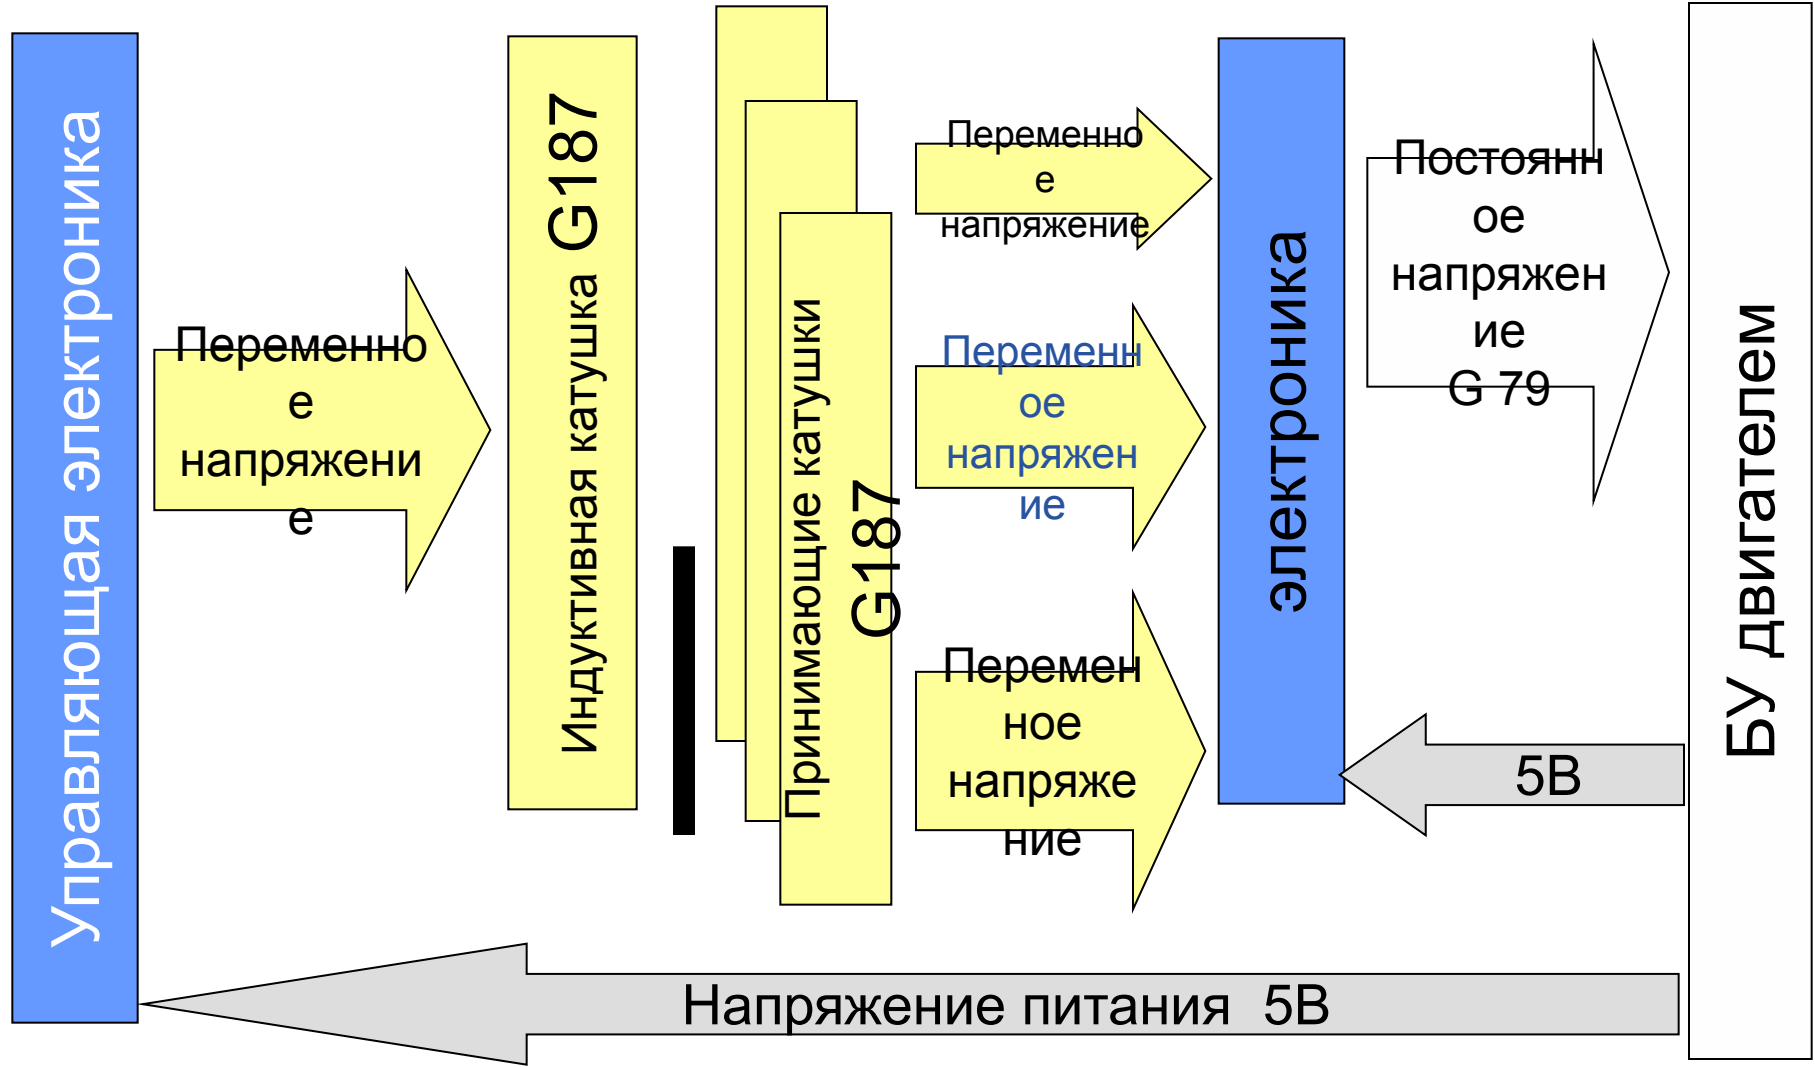 Управляющая электроника
Переменно
е
напряжени
е
Индуктивная катушка G187
Принимающие катушки
G187
Переменно
е
напряжение
Переменн
ое
напряжен
ие
Перемен
ное
напряже
ние
электроника
Постоянн
ое
напряжен
ие
G 79
5В
БУ двигателем
Напряжение питания 5В